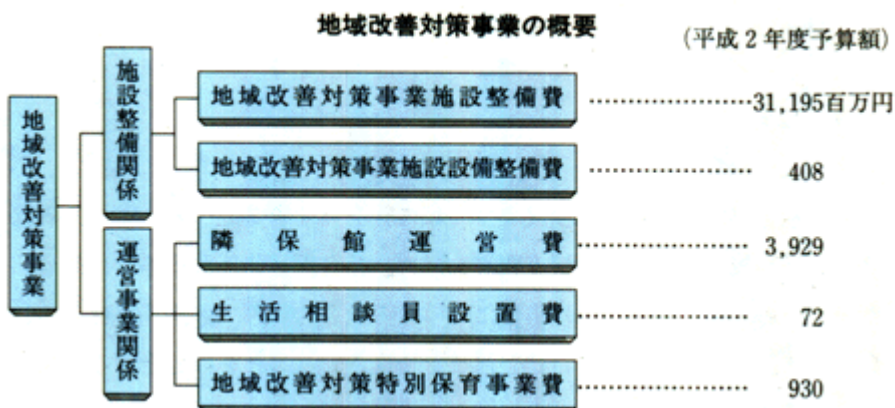 地域改善対策事業の概要
(平成2年度予算額)
地域改善対策事業
施設整備関係
地域改善対策事業施設整備費 31,195百万円
地域改善対策事業施設設備整備費 408
運営事業関係
隣保館運営費 3,929
生活相談員設置費 72
地域改善対策特別保育事業費 930